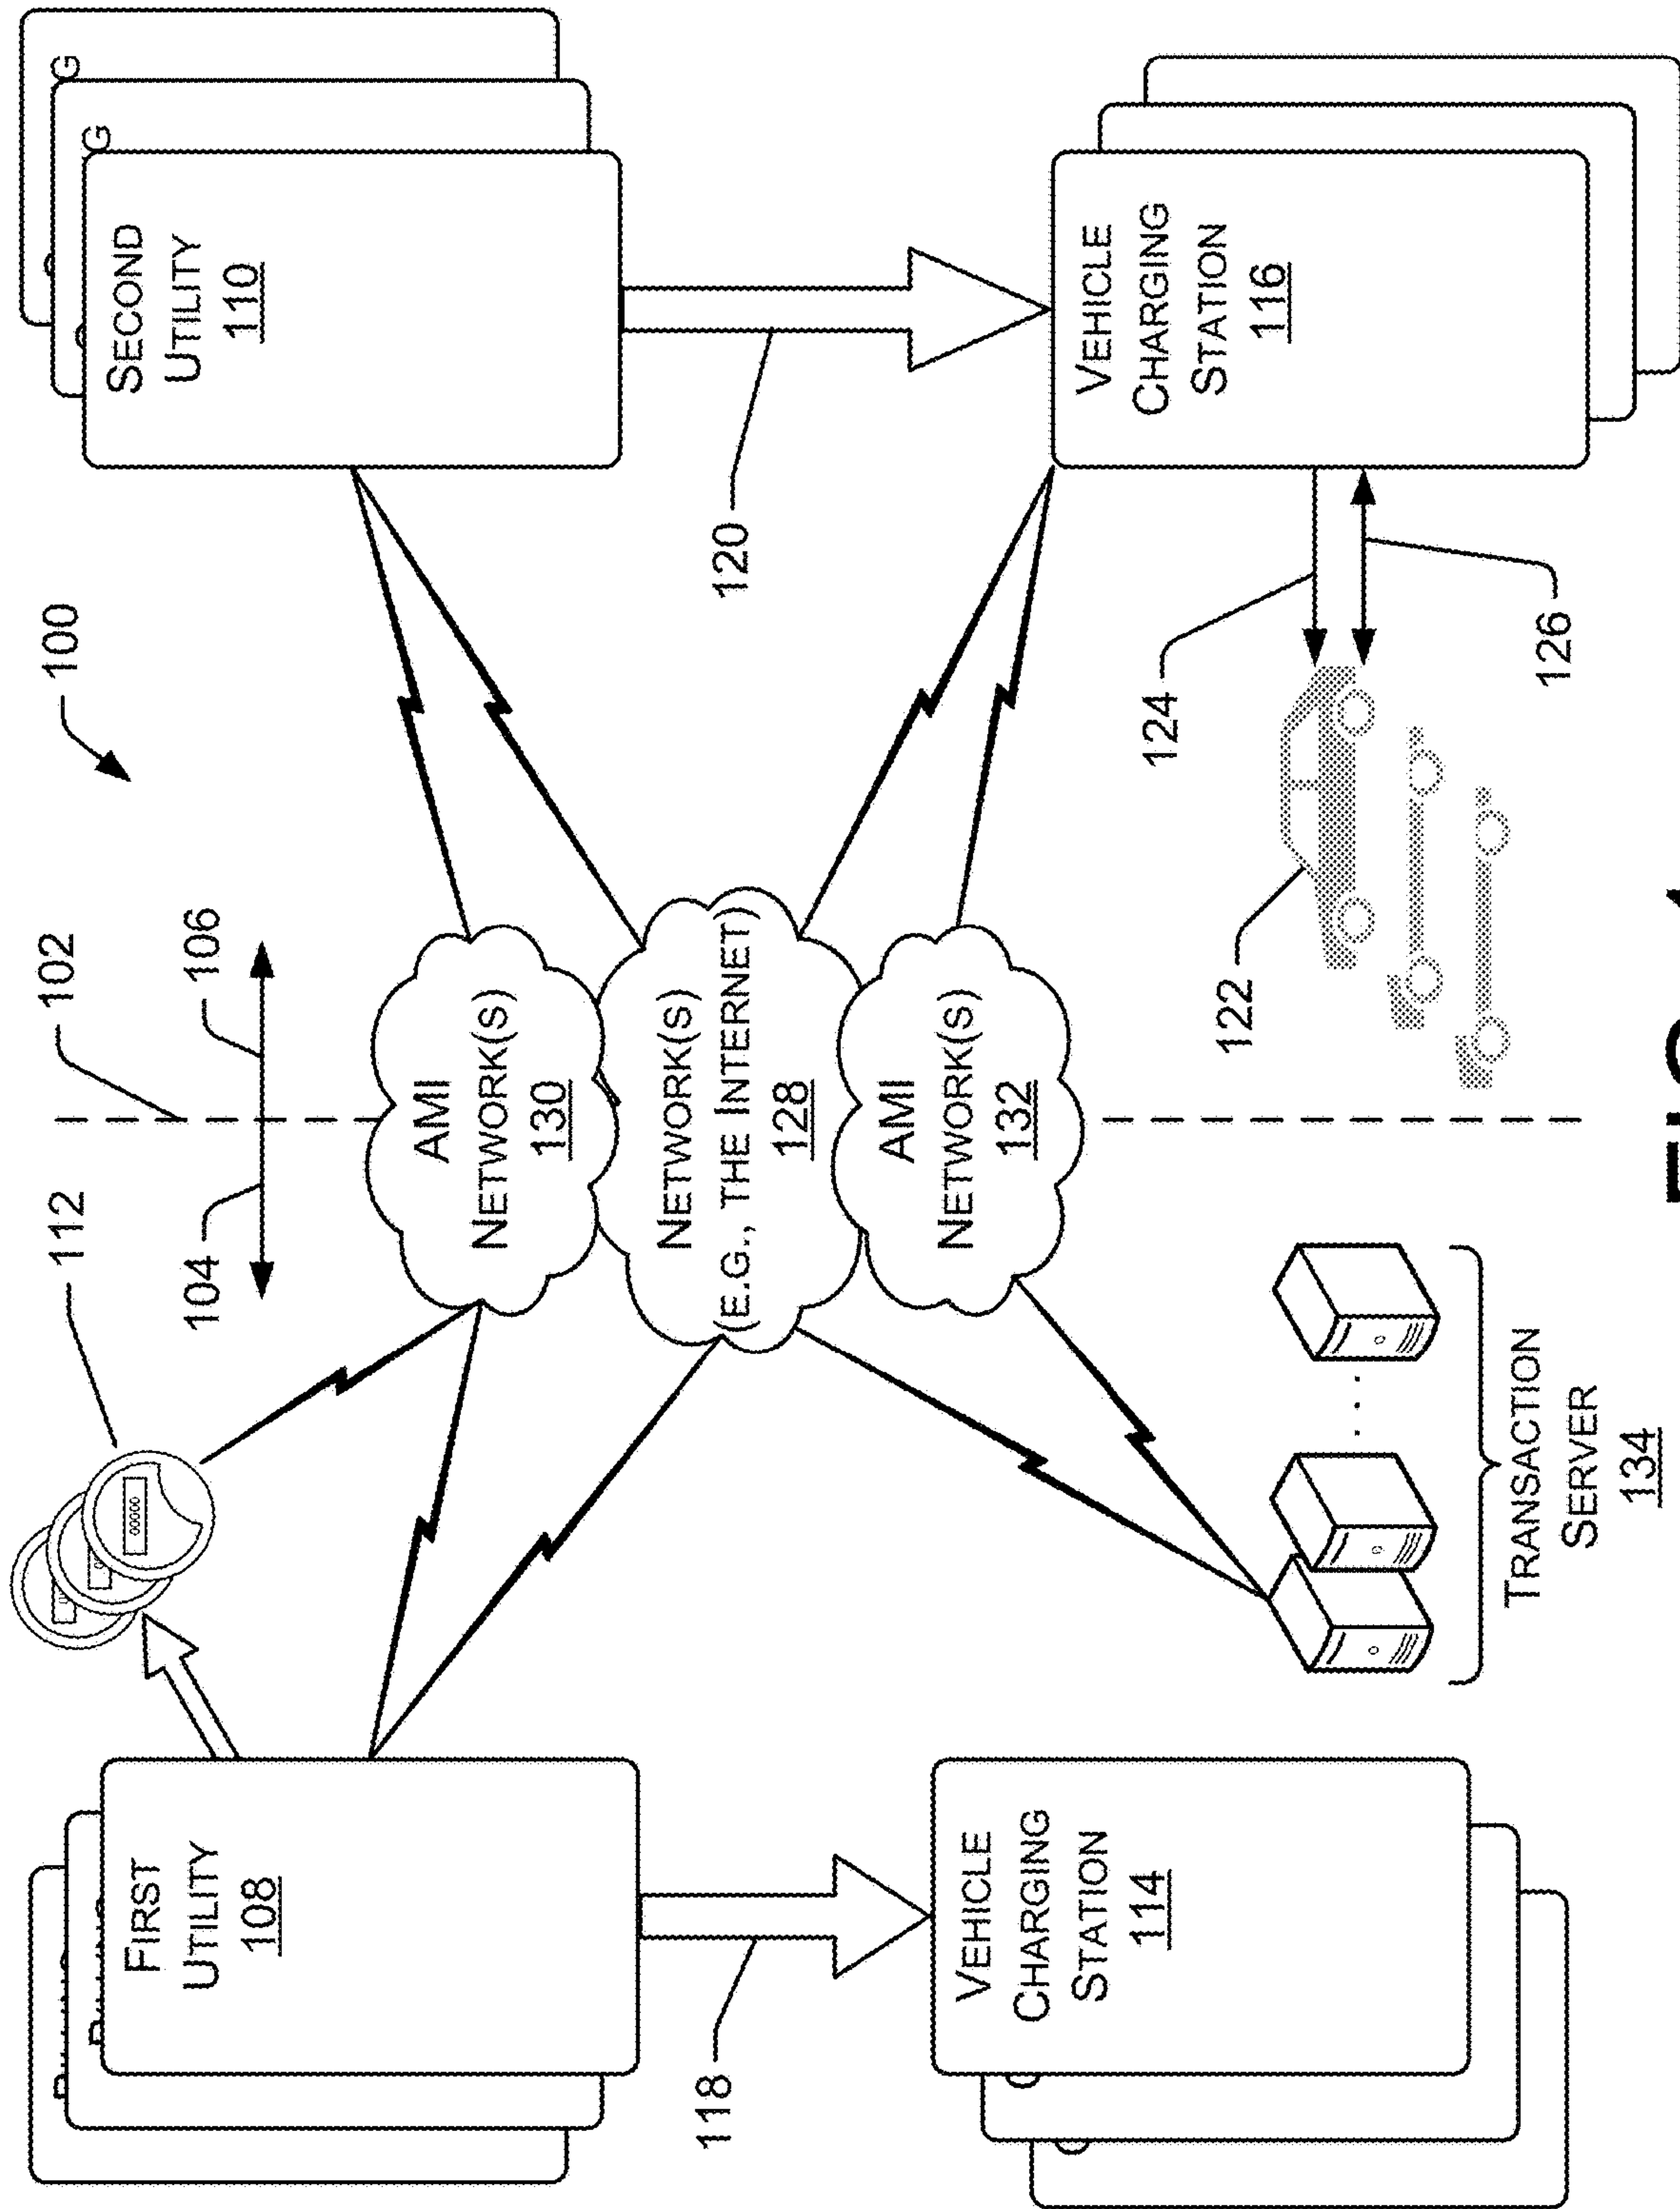 100
102
104
106
112
FIRST
UTILITY
108
SECOND
UTILITY
110
G
G
AMI
NETWORK(S)
130
NETWORK(S)
(E.G., THE INTERNET)
128
AMI
NETWORK(S)
132
118
120
VEHICLE
CHARGING
STATION
114
VEHICLE
CHARGING
STATION
116
124
126
122
TRANSACTION
SERVER
134
00000